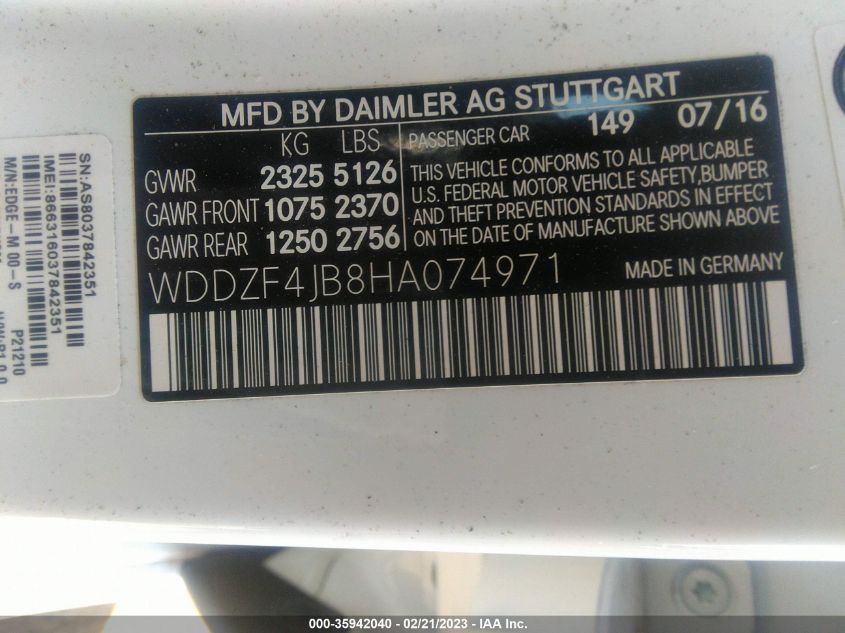 MFD BY DAIMLER AG STUTTGART
KG LBS PASSENGER CAR 149 07/16
GVWR 2325 5126
GAWR FRONT 1075 2370
GAWR REAR 1250 2756
THIS VEHICLE CONFORMS TO ALL APPLICABLE
U.S. FEDERAL MOTOR VEHICLE SAFETY,BUMPER
AND THEFT PREVENTION STANDARDS IN EFFECT
ON THE DATE OF MANUFACTURE SHOWN ABOVE
WDDZF4JB8HA074971 MADE IN GERMANY
SN:AS8037842351
IMEI:866316037842351
M/N:EDGE-M 00-S
P21210
000-35942040 - 02/21/2023 - IAA Inc.